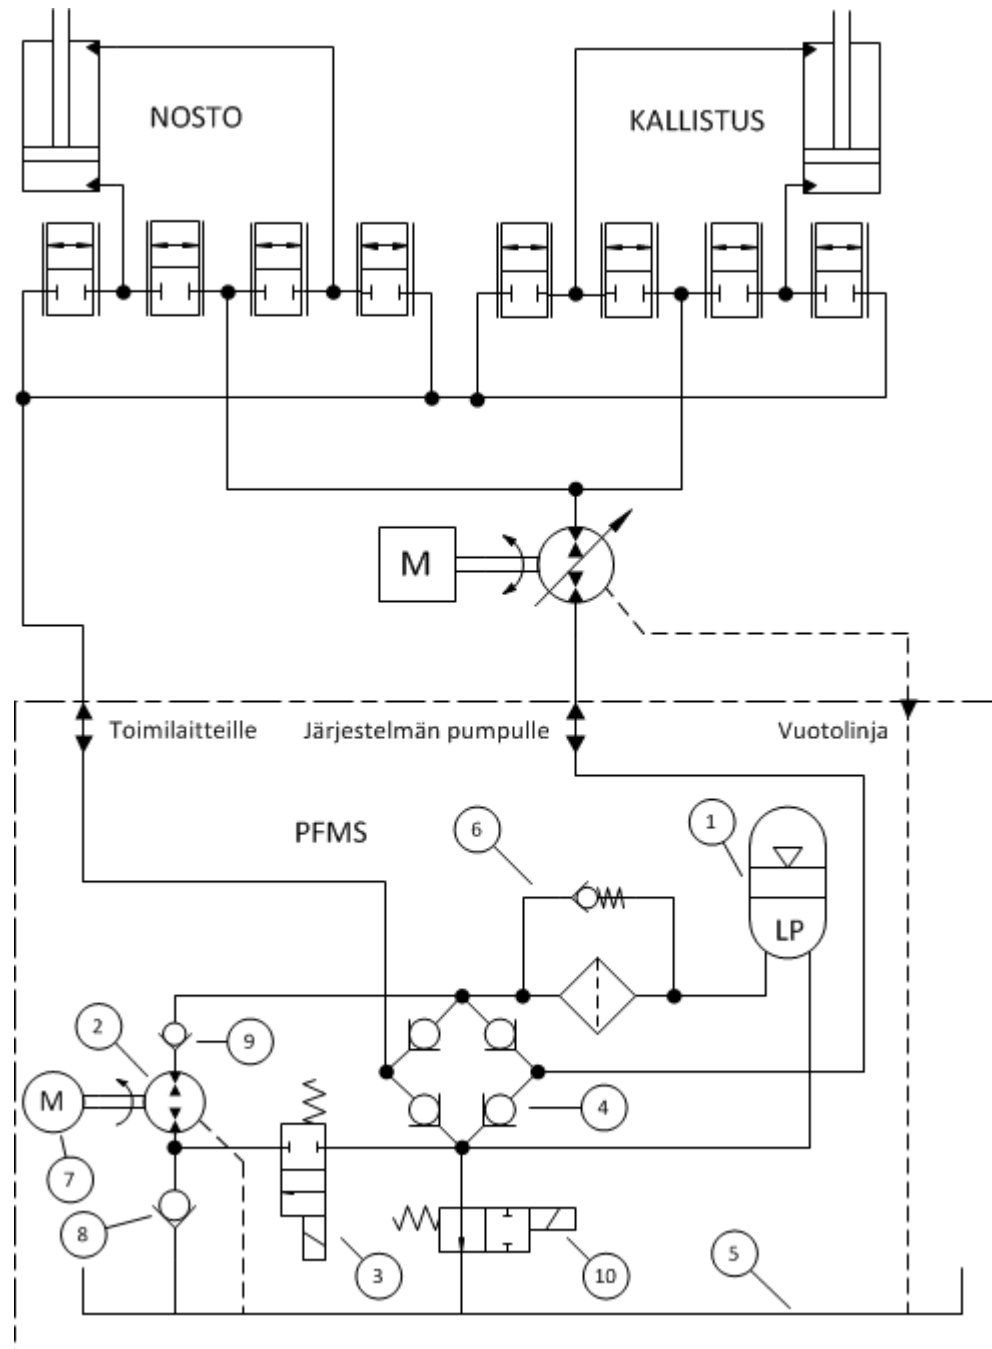 NOSTO
KALLISTUS
M
Toimilaitteille
Järjestelmän pumpulle
Vuotolinja
PFMS
6
1
LP
2
9
M
4
7
8
3
10
5